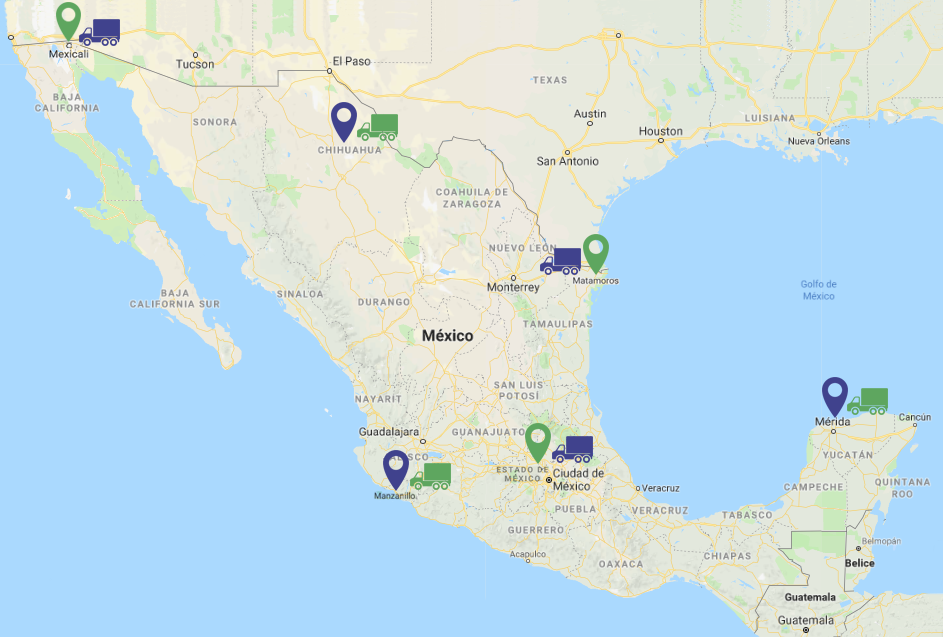 Mexicali
Tucson
El Paso
TEXAS
BAJA
CALIFORNIA
SONORA
CHIHUAHUA
Austin
Houston
LUISIANA
Nueva Orleans
San Antonio
COAHUILA DE
ZARAGOZA
NUEVO LEÓN
Monterrey
Matamoros
Golfo de
México
BAJA
CALIFORNIA SUR
SINALOA
DURANGO
México
TAMAULIPAS
SAN LUIS
POTOSÍ
NAYARIT
Guadalajara
GUANAJUATO
Mérida
Cancún
YUCATÁN
Manzanillo
ESTADO DE
MÉXICO
Ciudad de
México
Veracruz
CAMPECHE
QUINTANA
ROO
PUEBLA
VERACRUZ
TABASCO
GUERRERO
Acapulco
OAXACA
CHIAPAS
Belmopán
Belice
Guatemala
Guatemala